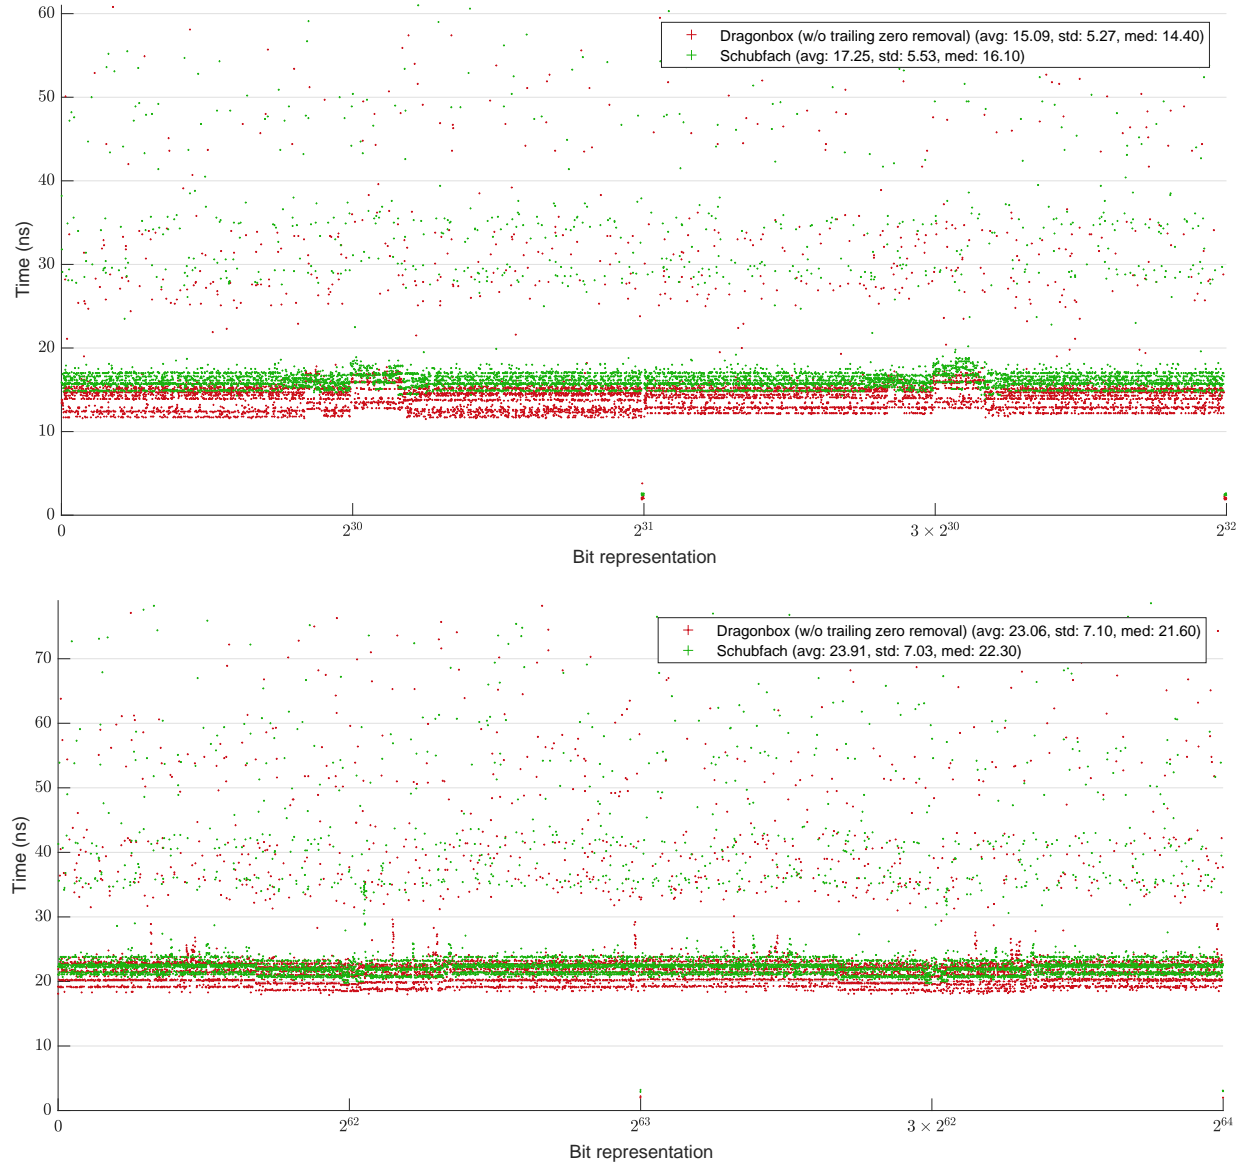 60
50
40
30
20
10
0
Time (ns)
Dragonbox (w/o trailing zero removal) (avg: 15.09, std: 5.27, med: 14.40)
Schubfach (avg: 17.25, std: 5.53, med: 16.10)
0
2^30
2^31
3 × 2^30
2^32
Bit representation
70
60
50
40
30
20
10
0
Time (ns)
Dragonbox (w/o trailing zero removal) (avg: 23.06, std: 7.10, med: 21.60)
Schubfach (avg: 23.91, std: 7.03, med: 22.30)
0
2^62
2^63
3 × 2^62
2^64
Bit representation